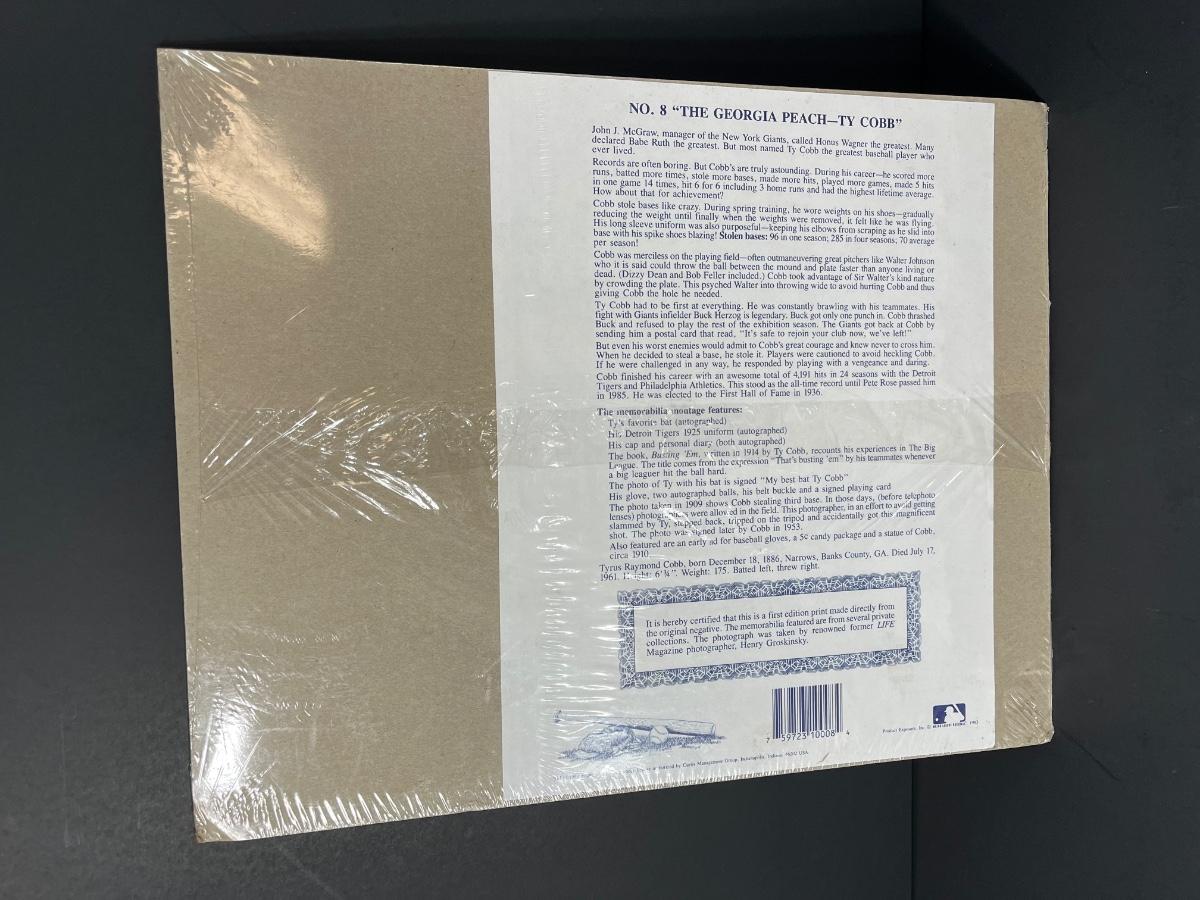 NO. 8 “THE GEORGIA PEACH—TY COBB”
John J. McGraw, manager of the New York Giants, called Honus Wagner the greatest. Many
declared Babe Ruth the greatest. But most named Ty Cobb the greatest baseball player who
ever lived.
Records are often boring. But Cobb's are truly astounding. During his career—he scored more
runs, batted more times, stole more bases, made more hits, played more games, made 5 hits
in one game 14 times, hit 6 for 6 including 3 home runs and had the highest lifetime average.
How about that for achievement?
Cobb stole bases like crazy. During spring training, he wore weights on his shoes—gradually
reducing the weight until finally when the weights were removed, it felt like he was flying.
His long sleeve uniform was also purposeful—keeping his elbows from scraping as he slid into
base with his spike shoes blazing! Stolen bases: 96 in one season; 285 in four seasons; 70 average
per season!
Cobb was merciless on the playing field—often outmaneuvering great pitchers like Walter Johnson
who it is said could throw the ball between the mound and plate faster than anyone living or
dead. (Dizzy Dean and Bob Feller included.) Cobb took advantage of Sir Walter's kind nature
by crowding the plate. This psyched Walter into throwing wide to avoid hurting Cobb and thus
giving Cobb the hole he needed.
Ty Cobb had to be first at everything. He was constantly brawling with his teammates. His
fight with Giants infielder Buck Herzog is legendary. Buck got only one punch in. Cobb thrashed
Buck and refused to play the rest of the exhibition season. The Giants got back at Cobb by
sending him a postal card that read, “It's safe to rejoin your club now, we've left!”
But even his worst enemies would admit to Cobb's great courage and knew never to cross him.
When he decided to steal a base, he stole it. Players were cautioned to avoid heckling Cobb.
If he were challenged in any way, he responded by playing with a vengeance and daring.
Cobb finished his career with an awesome total of 4,191 hits in 24 seasons with the Detroit
Tigers and Philadelphia Athletics. This stood as the all-time record until Pete Rose passed him
in 1985. He was elected to the First Hall of Fame in 1936.
The memorabilia montage features:
Ty's favorite bat (autographed)
His Detroit Tigers 1925 uniform (autographed)
His cap and personal diary (both autographed)
The book, Busting 'Em, written in 1914 by Ty Cobb, recounts his experiences in The Big
League. The title comes from the expression “That's busting 'em” by his teammates whenever
a big leaguer hit the ball hard.
The photo of Ty with his bat is signed “My best bat Ty Cobb”
His glove, two autographed balls, his belt buckle and a signed playing card
The photo taken in 1909 shows Cobb stealing third base. In those days, (before telephoto
lenses) photographers were allowed in the field. This photographer, in an effort to avoid getting
slammed by Ty, stepped back, tripped on the tripod and accidentally got this magnificent
shot. The photo was signed later by Cobb in 1953.
Also featured are an early ad for baseball gloves, a 5¢ candy package and a statue of Cobb,
circa 1910.
Tyrus Raymond Cobb, born December 18, 1886, Narrows, Banks County, GA. Died July 17,
1961. Height: 6'¾". Weight: 175. Batted left, threw right.
It is hereby certified that this is a first edition print made directly from
the original negative. The memorabilia featured are from several private
collections. The photograph was taken by renowned former LIFE
Magazine photographer, Henry Groskinsky.
7 59723 10008 4
by Curtis Management Group, Indianapolis, Indiana 46202 USA